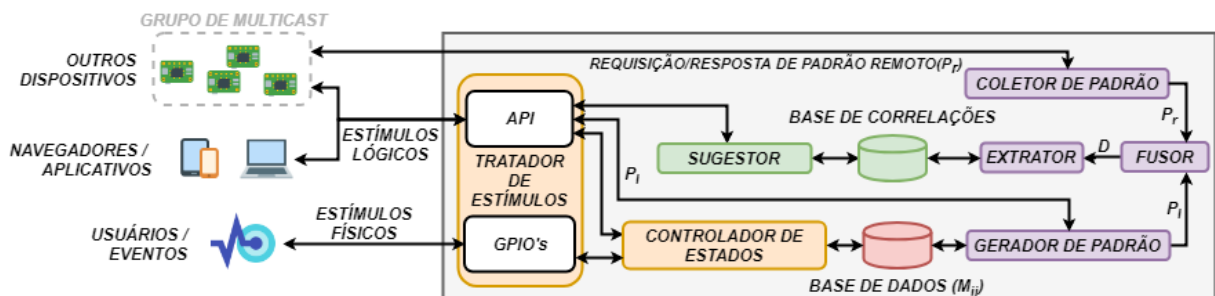 GRUPO DE MULTICAST
OUTROS
DISPOSITIVOS
REQUISIÇÃO/RESPOSTA DE PADRÃO REMOTO(Pr)
COLETOR DE PADRÃO
NAVEGADORES /
APLICATIVOS
ESTÍMULOS
LÓGICOS
API
TRATADOR
DE
ESTÍMULOS
GPIO's
Pl
SUGESTOR
BASE DE CORRELAÇÕES
EXTRATOR
D
FUSOR
Pr
Pl
USUÁRIOS /
EVENTOS
ESTÍMULOS
FÍSICOS
CONTROLADOR DE
ESTADOS
BASE DE DADOS (Mij)
GERADOR DE PADRÃO